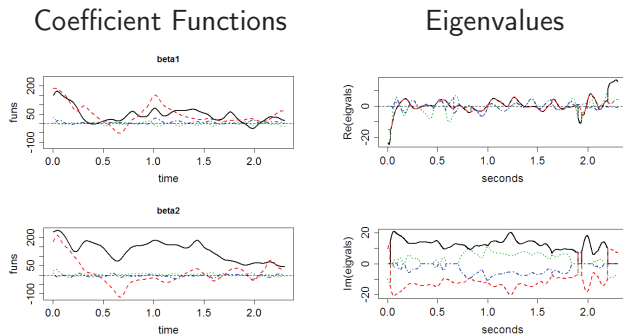 Coefficient Functions
Eigenvalues
beta1
funs
200
50
-100
0.0 0.5 1.0 1.5 2.0
time
Re(eigvals)
0
-20
0.0 0.5 1.0 1.5 2.0
seconds
beta2
funs
200
50
-100
0.0 0.5 1.0 1.5 2.0
time
Im(eigvals)
20
0
-20
0.0 0.5 1.0 1.5 2.0
seconds